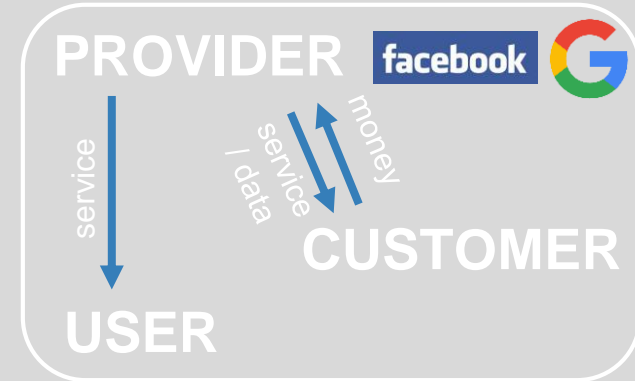 PROVIDER
facebook
service
service
/ data
money
CUSTOMER
USER